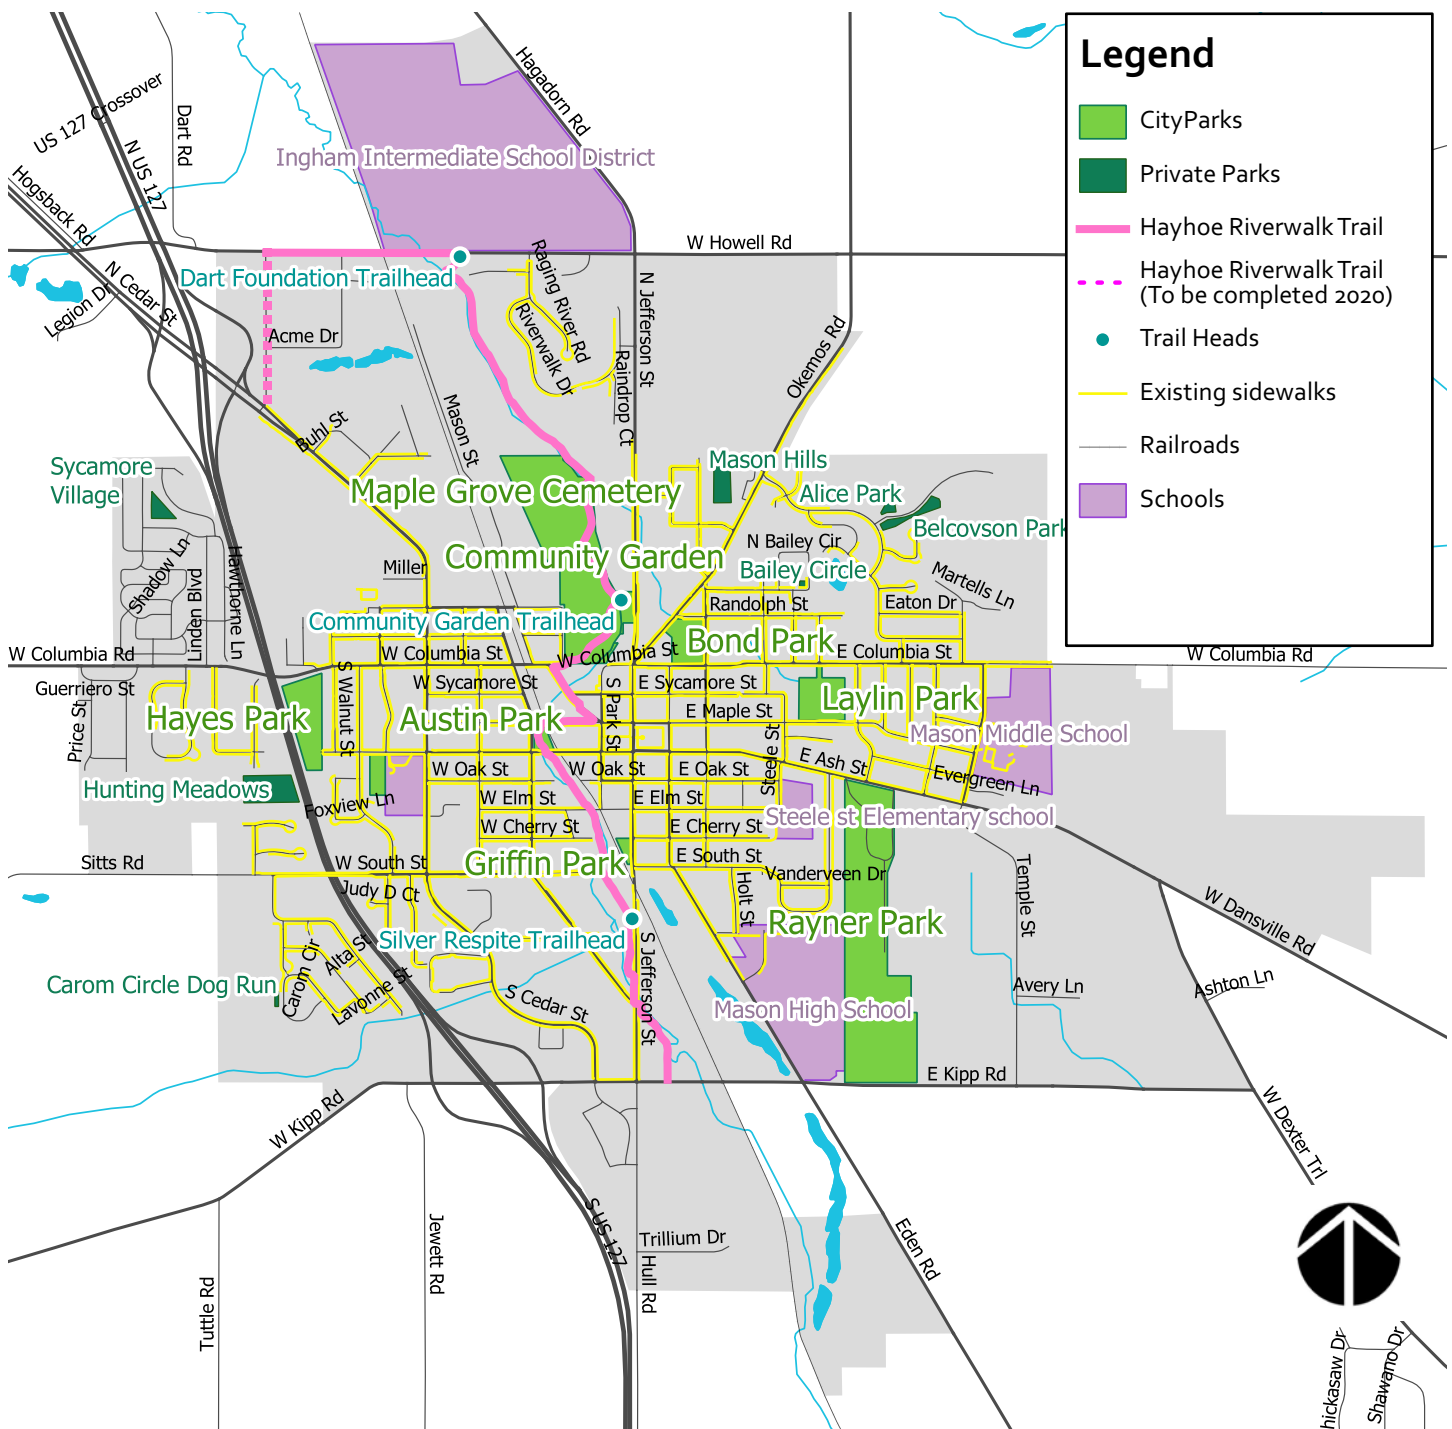 Legend
CityParks
Private Parks
Hayhoe Riverwalk Trail
Hayhoe Riverwalk Trail
(To be completed 2020)
Trail Heads
Existing sidewalks
Railroads
Schools
US 127 Crossover
Dart Rd
N US 127
Hagadorn Rd
Ingham Intermediate School District
Hogsback Rd
W Howell Rd
Dart Foundation Trailhead
Raging River Rd
N Cedar St
Legion Dr
N Jefferson St
Acme Dr
Riverwalk Dr
Raindrop Ct
Okemos Rd
Mason St
Buhl St
Sycamore
Village
Mason Hills
Maple Grove Cemetery
Alice Park
Belcovson Park
Shadow Ln
Linden Blvd
Hawthorne Ln
Miller
Community Garden
N Bailey Cir
Bailey Circle
Martells Ln
Randolph St
Eaton Dr
Community Garden Trailhead
Bond Park
W Columbia Rd
W Columbia St
W Columbia St
E Columbia St
W Columbia Rd
Guerriero St
Price St
S Walnut St
W Sycamore St
S Park St
E Sycamore St
Hayes Park
Austin Park
E Maple St
Laylin Park
Mason Middle School
Steele St
W Oak St
W Oak St
E Oak St
E Ash St
Evergreen Ln
Hunting Meadows
Foxview Ln
W Elm St
E Elm St
W Cherry St
E Cherry St
Steele st Elementary school
Sitts Rd
W South St
Griffin Park
E South St
Vanderveen Dr
Judy D Ct
Holt St
Temple St
Rayner Park
W Dansville Rd
Silver Respite Trailhead
S Jefferson St
Carom Circle Dog Run
Carom Cir
Alta St
Lavonne St
S Cedar St
Mason High School
Avery Ln
Ashton Ln
E Kipp Rd
W Kipp Rd
W Dexter Trl
Jewett Rd
S US 127
Trillium Dr
Hull Rd
Eden Rd
Tuttle Rd
hickasaw Dr
Shawano Dr